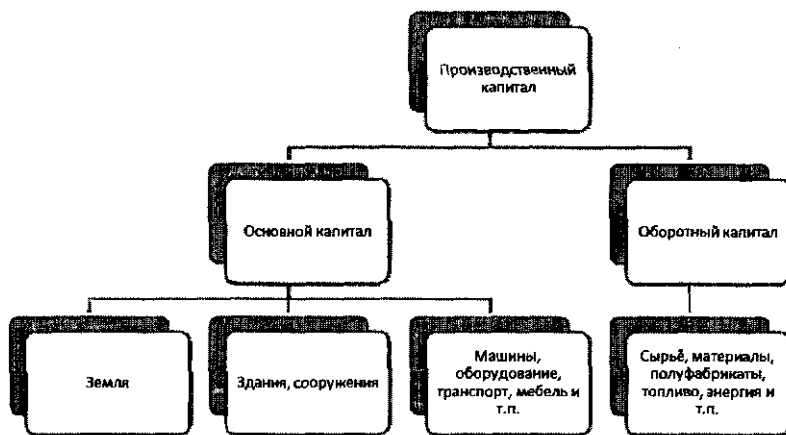 Производственный
капитал
Основной капитал
Оборотный капитал
Земля
Здания, сооружения
Машины,
оборудование,
транспорт, мебель и
т.п.
Сырьё, материалы,
полуфабрикаты,
топливо, энергия и
т.п.